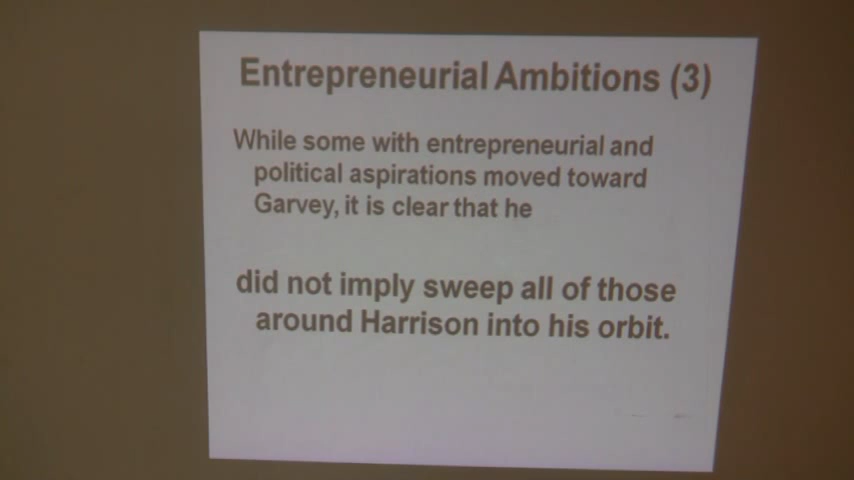 Entrepreneurial Ambitions (3)
While some with entrepreneurial and
political aspirations moved toward
Garvey, it is clear that he
did not imply sweep all of those
around Harrison into his orbit.